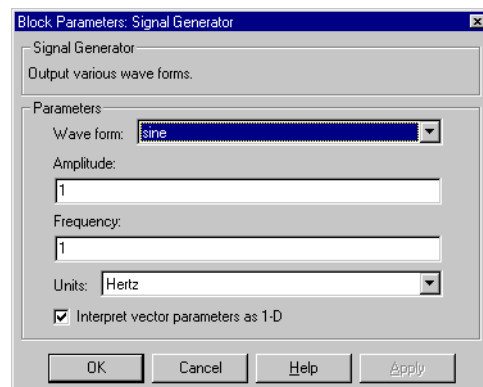 Block Parameters: Signal Generator
Signal Generator
Output various wave forms.
Parameters
Wave form: sine
Amplitude:
1
Frequency:
1
Units: Hertz
Interpret vector parameters as 1-D
OK Cancel Help Apply